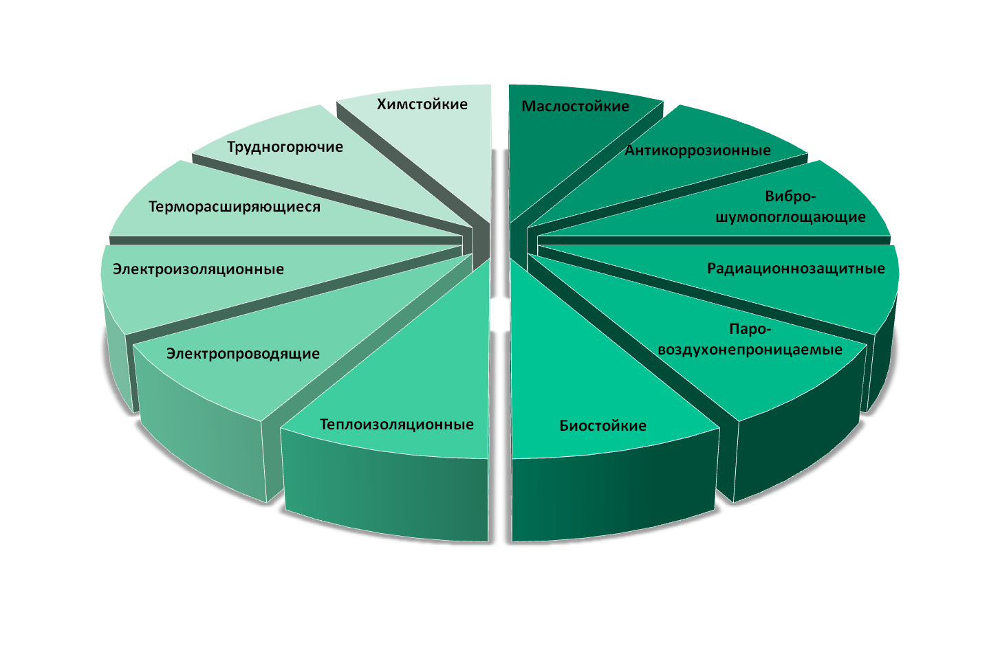 Химстойкие
Маслостойкие
Трудногорючие
Антикоррозионные
Терморасширяющиеся
Вибро-
шумопоглощающие
Электроизоляционные
Радиационнозащитные
Электропроводящие
Паро-
воздухонепроницаемые
Теплоизоляционные
Биостойкие